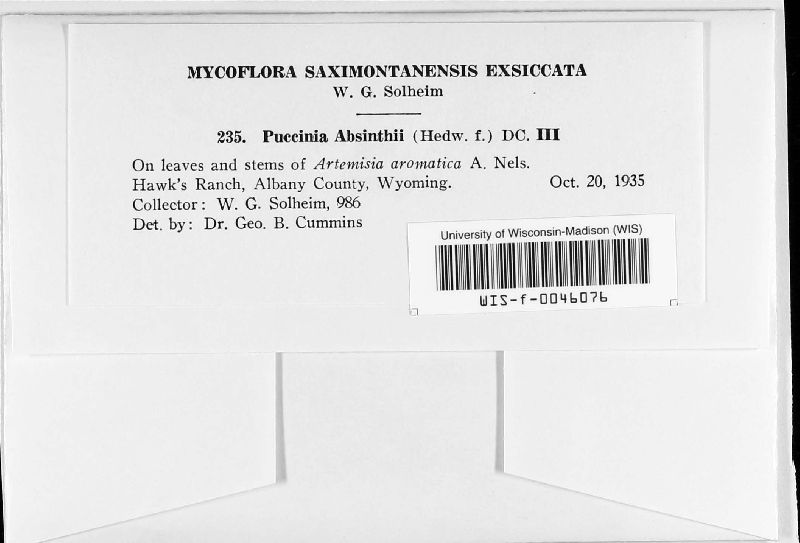 MYCOFLORA SAXIMONTANENSIS EXSICCATA
W. G. Solheim
235. Puccinia Absinthii (Hedw. f.) DC. III
On leaves and stems of Artemisia aromatica A. Nels.
Hawk's Ranch, Albany County, Wyoming. Oct. 20, 1935
Collector: W. G. Solheim, 986
Det. by: Dr. Geo. B. Cummins
University of Wisconsin-Madison (WIS)
WIS-f-0046076